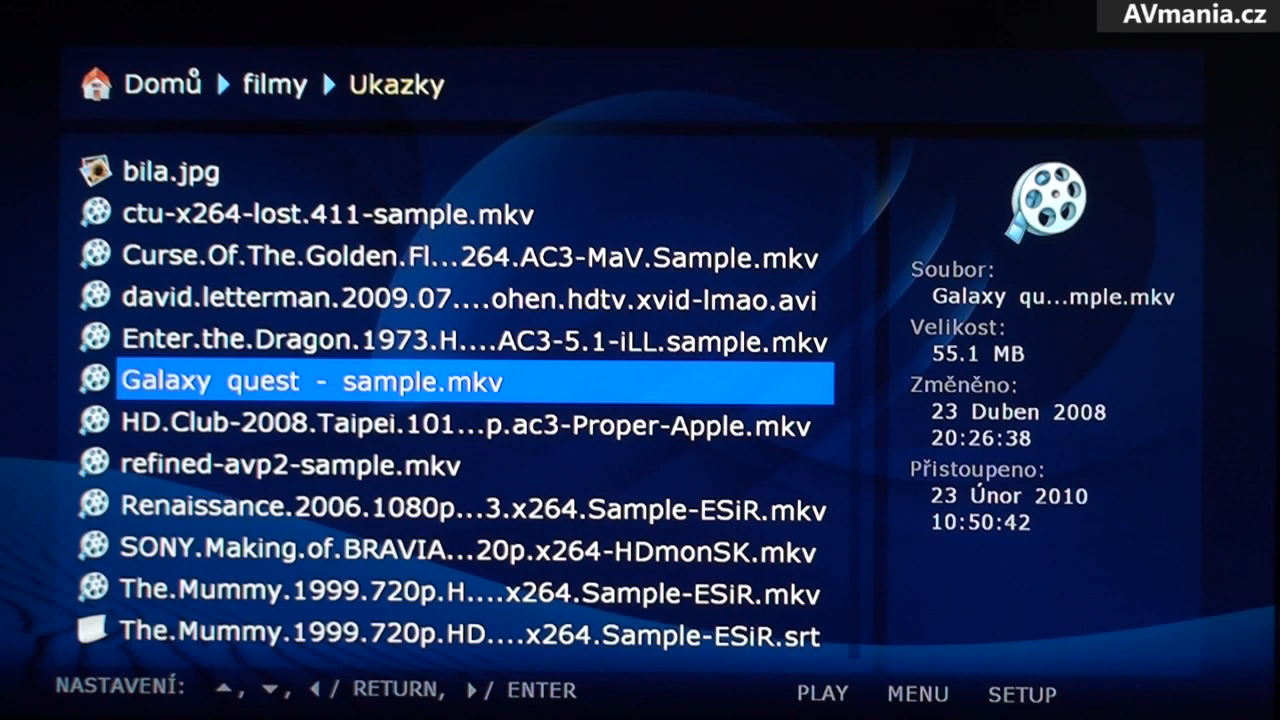 AVmania.cz
Domů filmy Ukazky
bila.jpg
ctu-x264-lost.411-sample.mkv
Curse.Of.The.Golden.Fl...264.AC3-MaV.Sample.mkv
david.letterman.2009.07....ohen.hdtv.xvid-lmao.avi
Enter.the.Dragon.1973.H....AC3-5.1-iLL.sample.mkv
Galaxy quest - sample.mkv
HD.Club-2008.Taipei.101...p.ac3-Proper-Apple.mkv
refined-avp2-sample.mkv
Renaissance.2006.1080p...3.x264.Sample-ESiR.mkv
SONY.Making.of.BRAVIA...20p.x264-HDmonSK.mkv
The.Mummy.1999.720p.H....x264.Sample-ESiR.mkv
The.Mummy.1999.720p.HD....x264.Sample-ESiR.srt
Soubor:
Galaxy qu...mple.mkv
Velikost:
55.1 MB
Změněno:
23 Duben 2008
20:26:38
Přistoupeno:
23 Únor 2010
10:50:42
NASTAVENÍ: ▲, ▼, ◀/ RETURN, ▶/ ENTER PLAY MENU SETUP